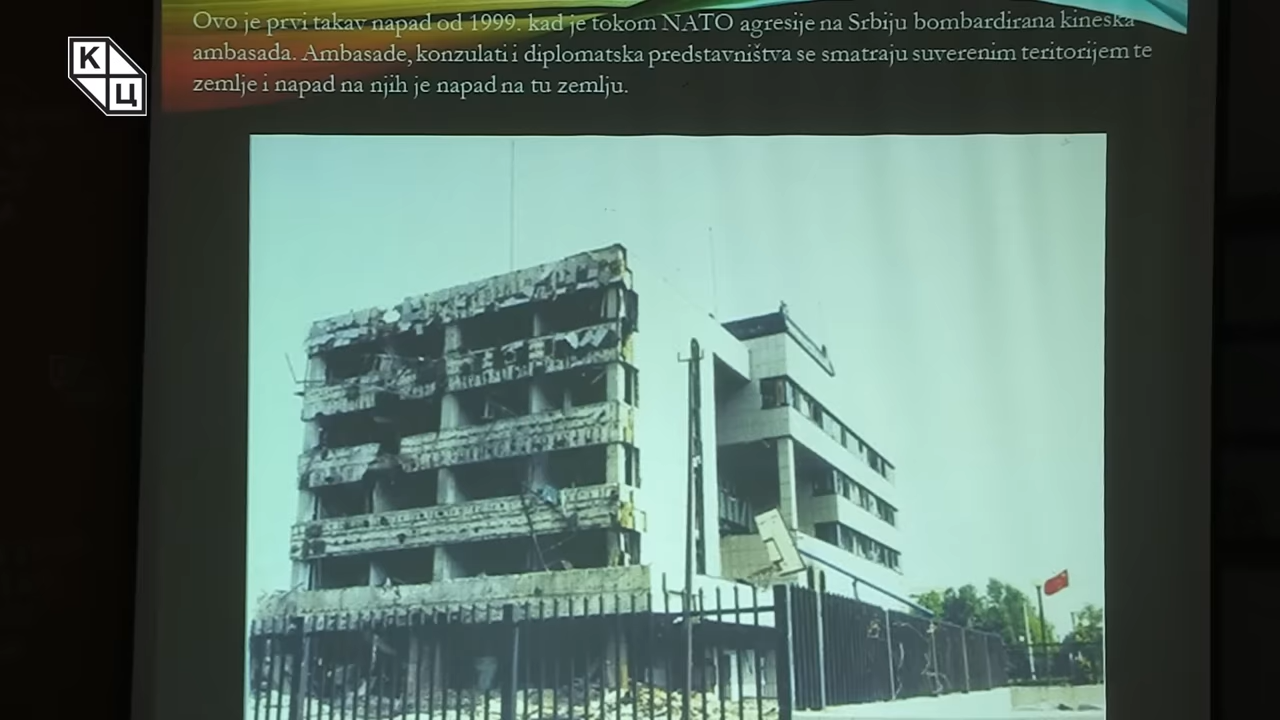 Ovo je prvi takav napad od 1999. kad je tokom NATO agresije na Srbiju bombardirana kineska
ambasada. Ambasade, konzulati i diplomatska predstavništva se smatraju suverenim teritorijem te
zemlje i napad na njih je napad na tu zemlju.
К
Ц